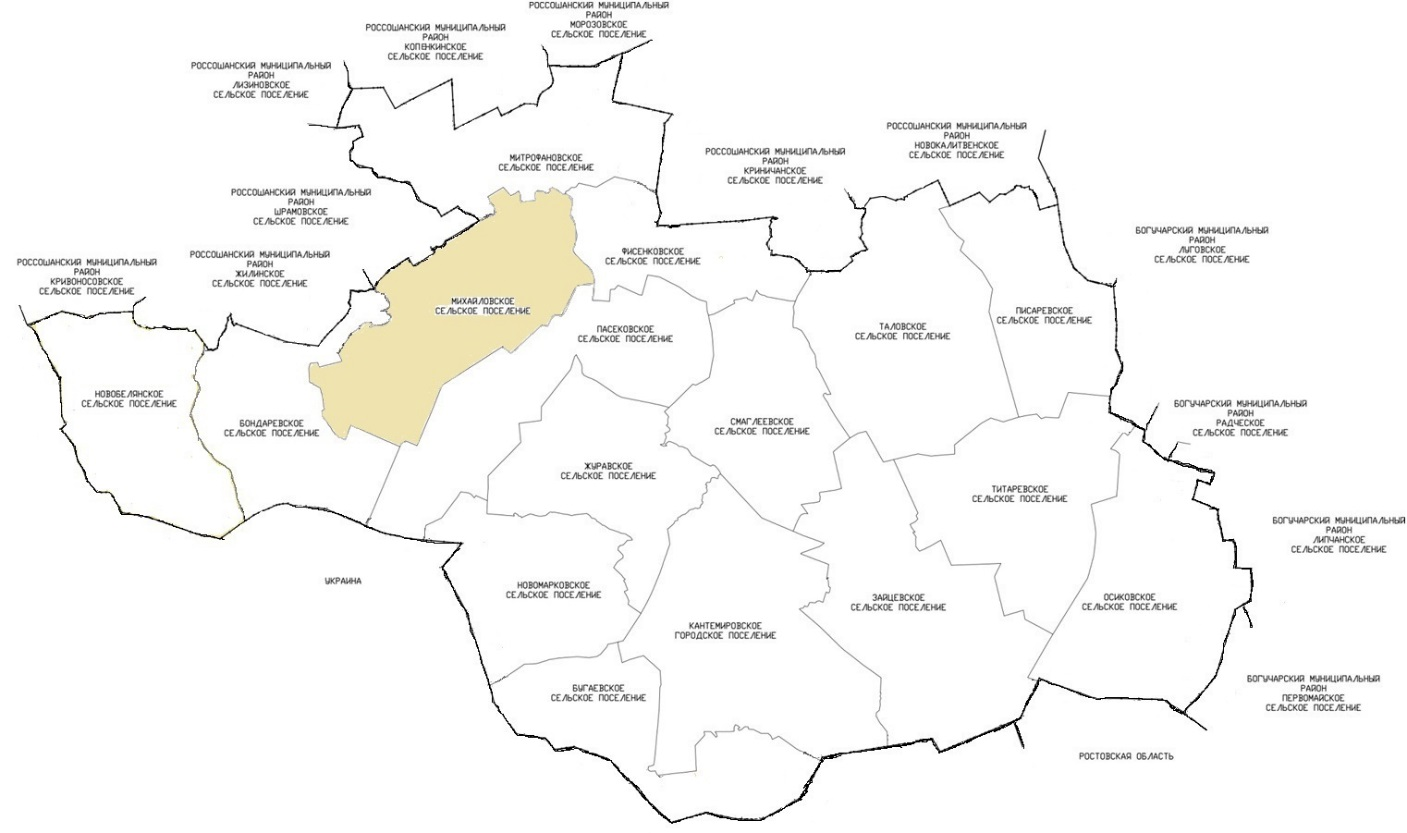 РОССОШАНСКИЙ МУНИЦИПАЛЬНЫЙ
РАЙОН
МОРОЗОВСКОЕ
СЕЛЬСКОЕ ПОСЕЛЕНИЕ
РОССОШАНСКИЙ МУНИЦИПАЛЬНЫЙ
РАЙОН
КОПЕНКИНСКОЕ
СЕЛЬСКОЕ ПОСЕЛЕНИЕ
РОССОШАНСКИЙ МУНИЦИПАЛЬНЫЙ
РАЙОН
ЛИЗИНОВСКОЕ
СЕЛЬСКОЕ ПОСЕЛЕНИЕ
РОССОШАНСКИЙ МУНИЦИПАЛЬНЫЙ
РАЙОН
НОВОКАЛИТВЕНСКОЕ
СЕЛЬСКОЕ ПОСЕЛЕНИЕ
РОССОШАНСКИЙ МУНИЦИПАЛЬНЫЙ
РАЙОН
КРИНИЧАНСКОЕ
СЕЛЬСКОЕ ПОСЕЛЕНИЕ
МИТРОФАНОВСКОЕ
СЕЛЬСКОЕ ПОСЕЛЕНИЕ
РОССОШАНСКИЙ МУНИЦИПАЛЬНЫЙ
РАЙОН
ШРАМОВСКОЕ
СЕЛЬСКОЕ ПОСЕЛЕНИЕ
БОГУЧАРСКИЙ МУНИЦИПАЛЬНЫЙ
РАЙОН
ЛУГОВСКОЕ
СЕЛЬСКОЕ ПОСЕЛЕНИЕ
РОССОШАНСКИЙ МУНИЦИПАЛЬНЫЙ
РАЙОН
КРИВОНОСОВСКОЕ
СЕЛЬСКОЕ ПОСЕЛЕНИЕ
РОССОШАНСКИЙ МУНИЦИПАЛЬНЫЙ
РАЙОН
ЖИЛИНСКОЕ
СЕЛЬСКОЕ ПОСЕЛЕНИЕ
ФИСЕНКОВСКОЕ
СЕЛЬСКОЕ ПОСЕЛЕНИЕ
МИХАЙЛОВСКОЕ
СЕЛЬСКОЕ ПОСЕЛЕНИЕ
ПАСЕКОВСКОЕ
СЕЛЬСКОЕ ПОСЕЛЕНИЕ
ТАЛОВСКОЕ
СЕЛЬСКОЕ ПОСЕЛЕНИЕ
ПИСАРЕВСКОЕ
СЕЛЬСКОЕ ПОСЕЛЕНИЕ
НОВОБЕЛЯНСКОЕ
СЕЛЬСКОЕ ПОСЕЛЕНИЕ
БОНДАРЕВСКОЕ
СЕЛЬСКОЕ ПОСЕЛЕНИЕ
СМАГЛЕЕВСКОЕ
СЕЛЬСКОЕ ПОСЕЛЕНИЕ
БОГУЧАРСКИЙ МУНИЦИПАЛЬНЫЙ
РАЙОН
РАДЧЕСКОЕ
СЕЛЬСКОЕ ПОСЕЛЕНИЕ
ЖУРАВСКОЕ
СЕЛЬСКОЕ ПОСЕЛЕНИЕ
ТИТАРЕВСКОЕ
СЕЛЬСКОЕ ПОСЕЛЕНИЕ
БОГУЧАРСКИЙ МУНИЦИПАЛЬНЫЙ
РАЙОН
ЛИПЧАНСКОЕ
СЕЛЬСКОЕ ПОСЕЛЕНИЕ
УКРАИНА
НОВОМАРКОВСКОЕ
СЕЛЬСКОЕ ПОСЕЛЕНИЕ
КАНТЕМИРОВСКОЕ
ГОРОДСКОЕ ПОСЕЛЕНИЕ
ЗАЙЦЕВСКОЕ
СЕЛЬСКОЕ ПОСЕЛЕНИЕ
ОСИКОВСКОЕ
СЕЛЬСКОЕ ПОСЕЛЕНИЕ
БУГАЕВСКОЕ
СЕЛЬСКОЕ ПОСЕЛЕНИЕ
БОГУЧАРСКИЙ МУНИЦИПАЛЬНЫЙ
РАЙОН
ПЕРВОМАЙСКОЕ
СЕЛЬСКОЕ ПОСЕЛЕНИЕ
РОСТОВСКАЯ ОБЛАСТЬ